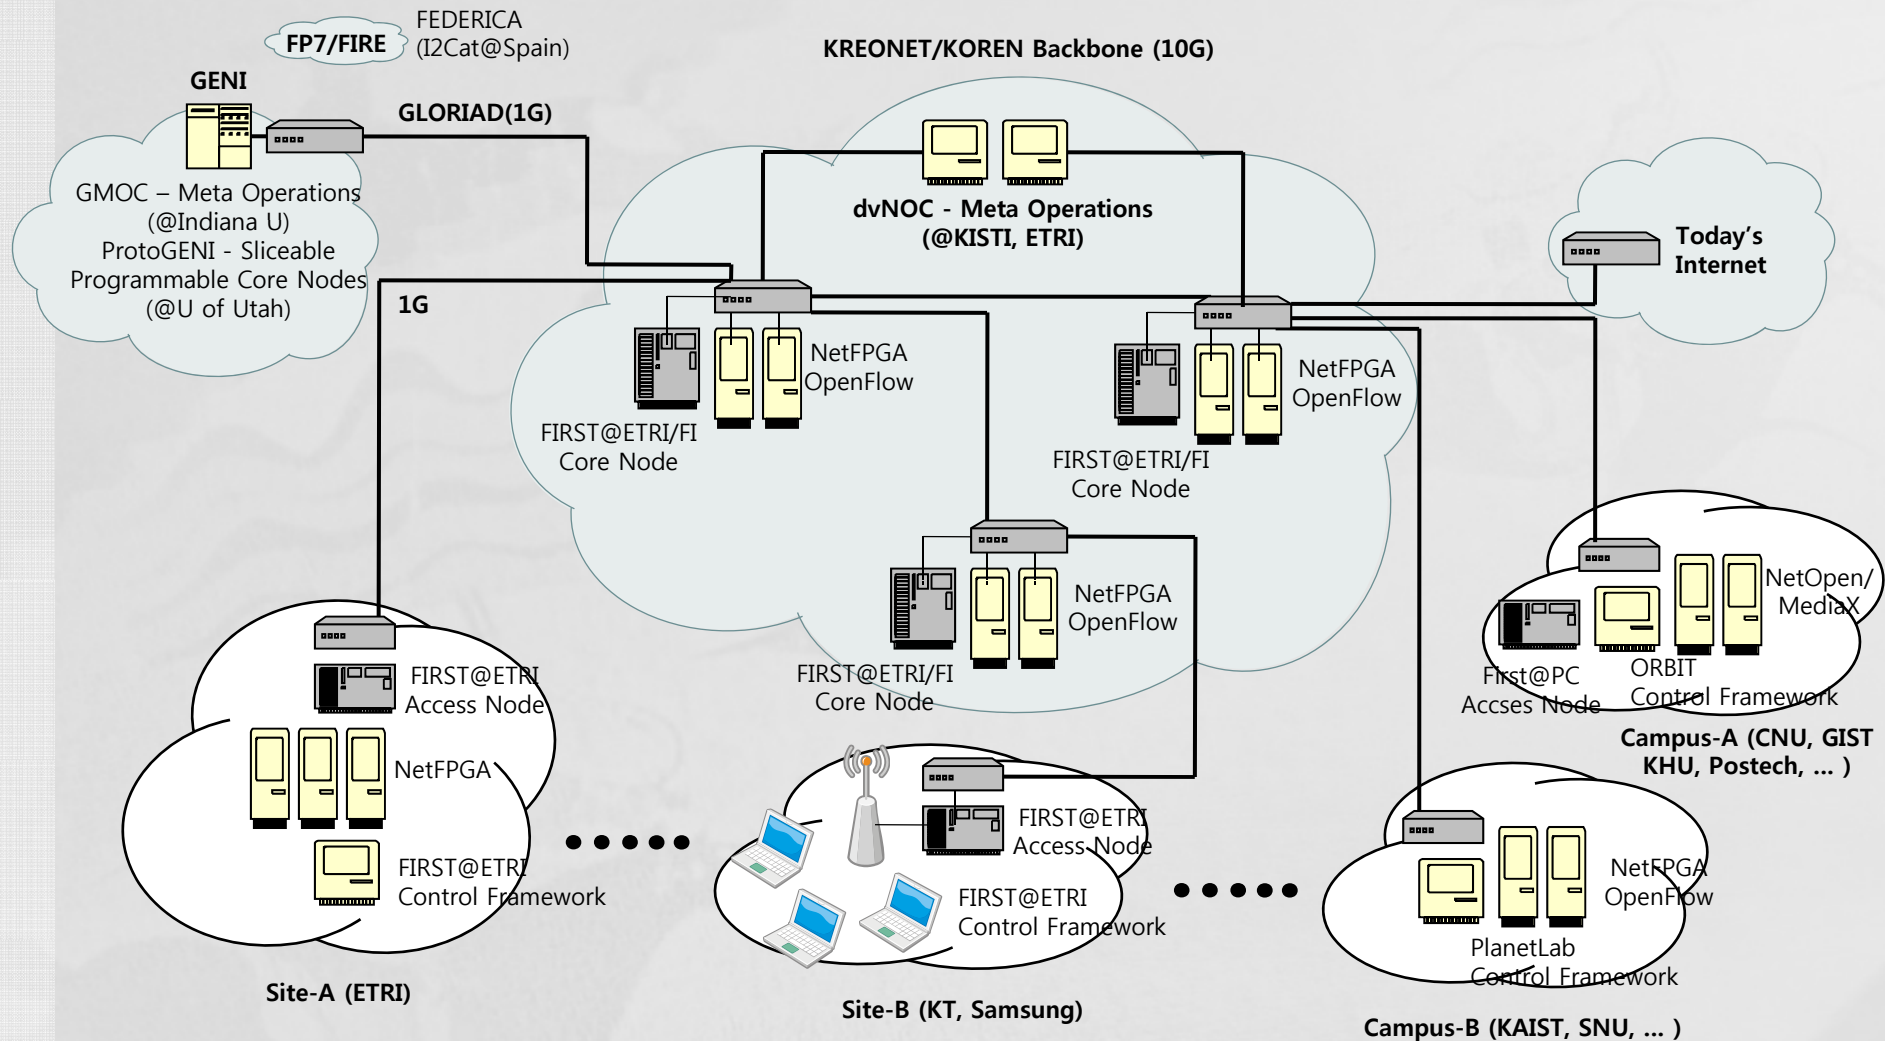 FEDERICA
(I2Cat@Spain)
FP7/FIRE
KREONET/KOREN Backbone (10G)
GENI
GLORIAD(1G)
GMOC – Meta Operations
(@Indiana U)
ProtoGENI - Sliceable
Programmable Core Nodes
(@U of Utah)
dvNOC - Meta Operations
(@KISTI, ETRI)
Today's
Internet
1G
NetFPGA
OpenFlow
FIRST@ETRI/FI
Core Node
NetFPGA
OpenFlow
FIRST@ETRI/FI
Core Node
NetFPGA
OpenFlow
FIRST@ETRI/FI
Core Node
NetOpen/
MediaX
First@PC
Accses Node
ORBIT
Control Framework
Campus-A (CNU, GIST
KHU, Postech, ... )
FIRST@ETRI
Access Node
NetFPGA
FIRST@ETRI
Control Framework
Site-A (ETRI)
FIRST@ETRI
Access Node
FIRST@ETRI
Control Framework
Site-B (KT, Samsung)
NetFPGA
OpenFlow
PlanetLab
Control Framework
Campus-B (KAIST, SNU, ... )